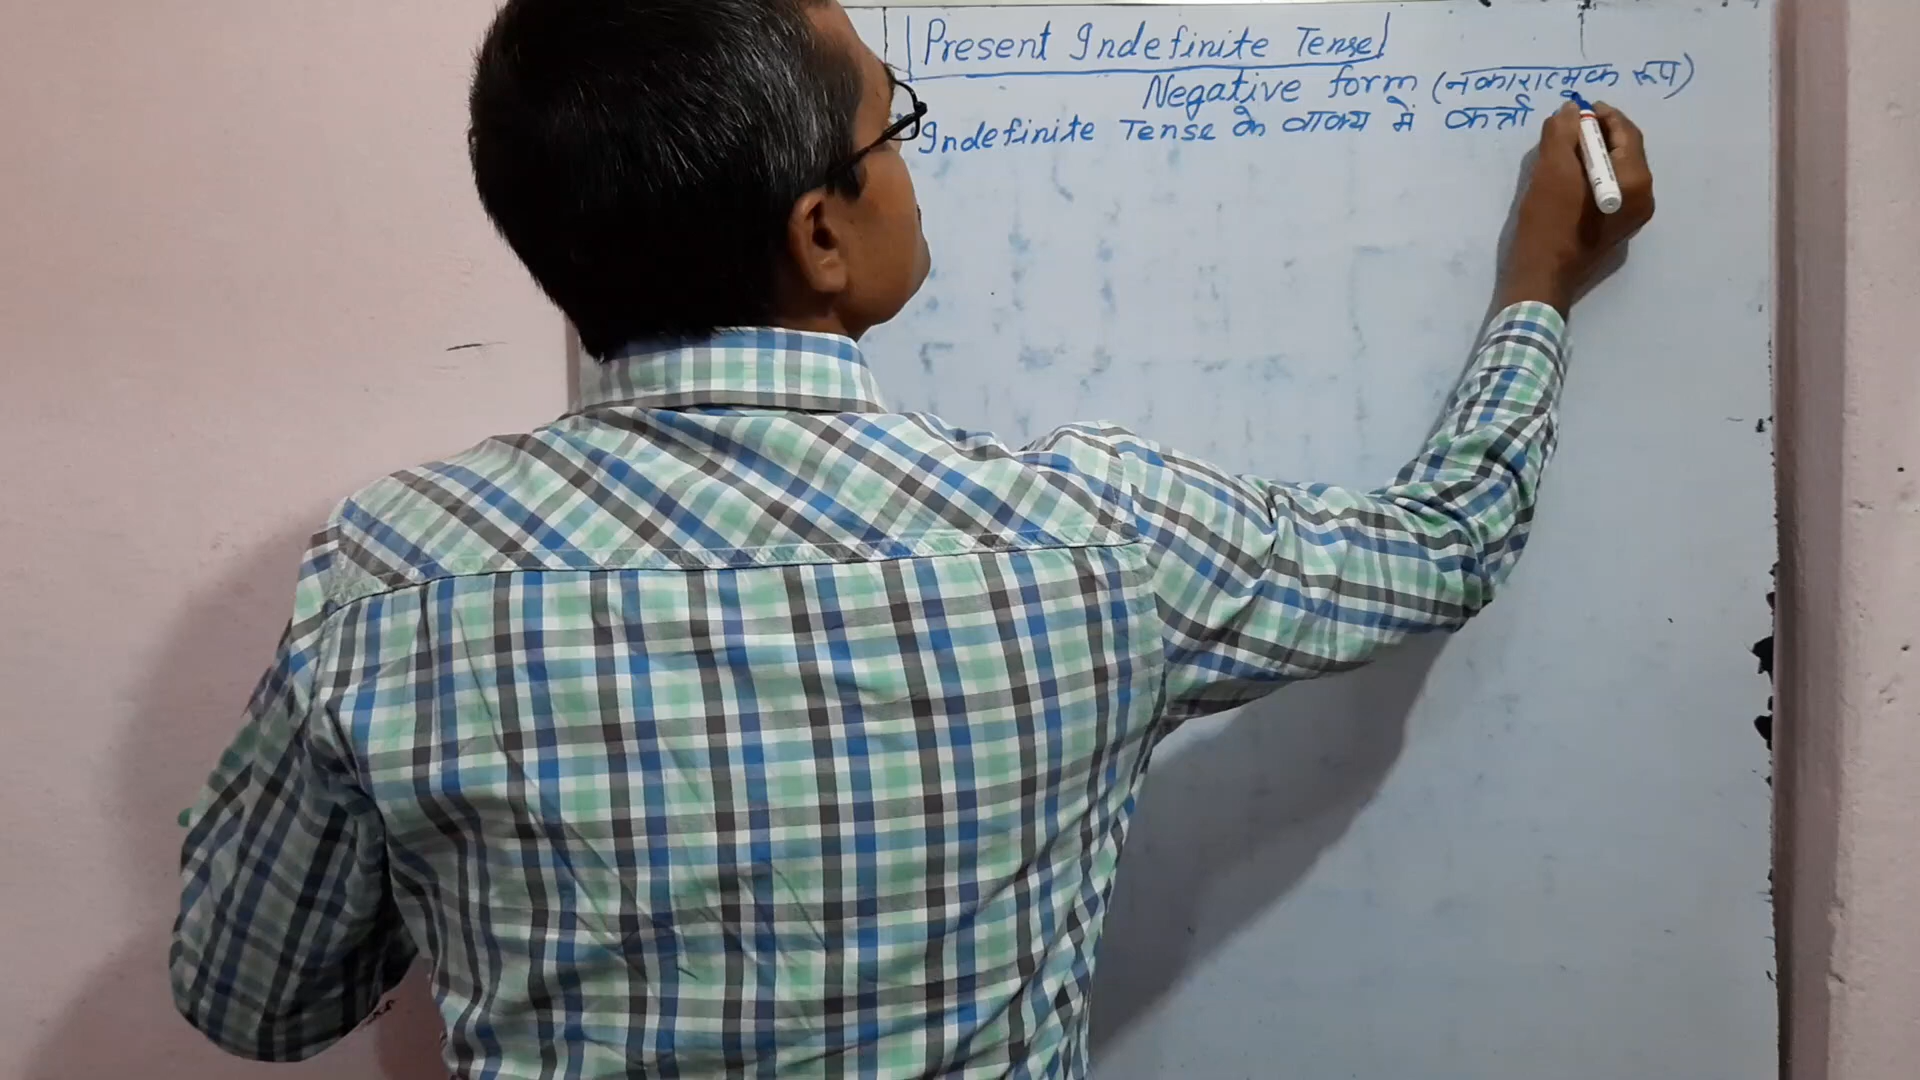 Present Indefinite Tense
Negative form (नकारात्मक रूप)
Indefinite Tense के वाक्य में कर्त्ता